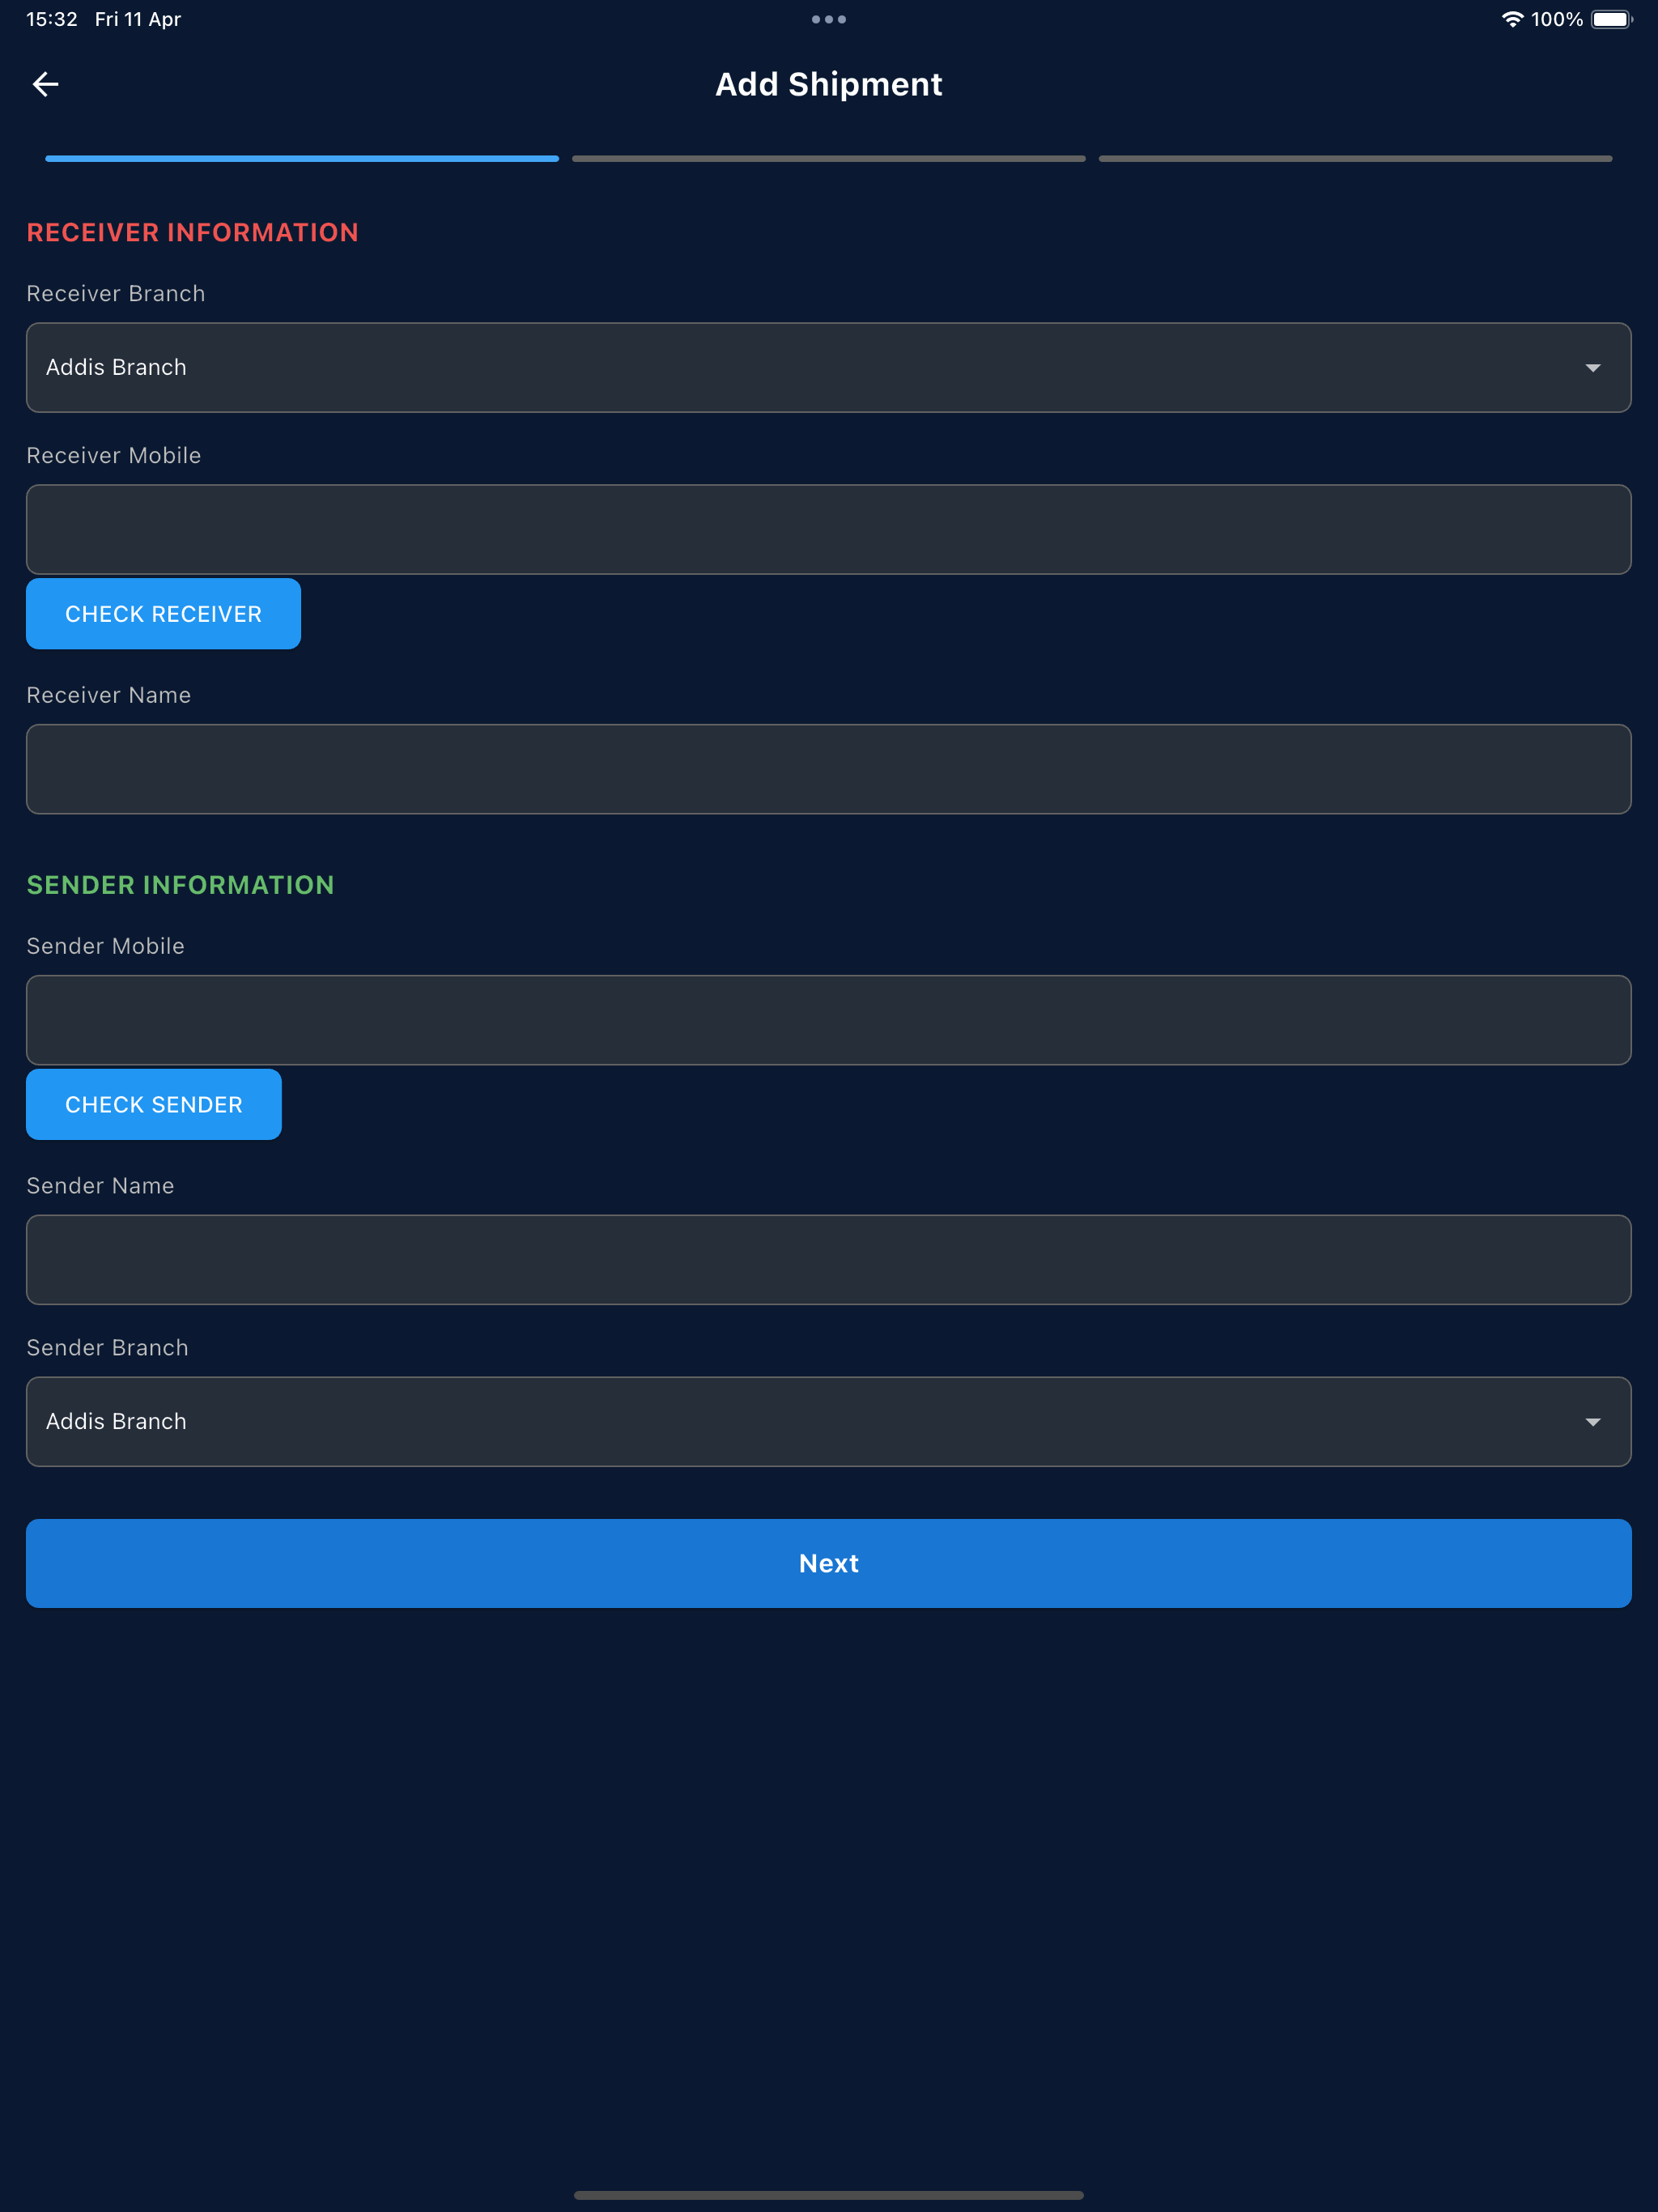 15:32 Fri 11 Apr
100%
Add Shipment
RECEIVER INFORMATION
Receiver Branch
Addis Branch
Receiver Mobile
CHECK RECEIVER
Receiver Name
SENDER INFORMATION
Sender Mobile
CHECK SENDER
Sender Name
Sender Branch
Addis Branch
Next